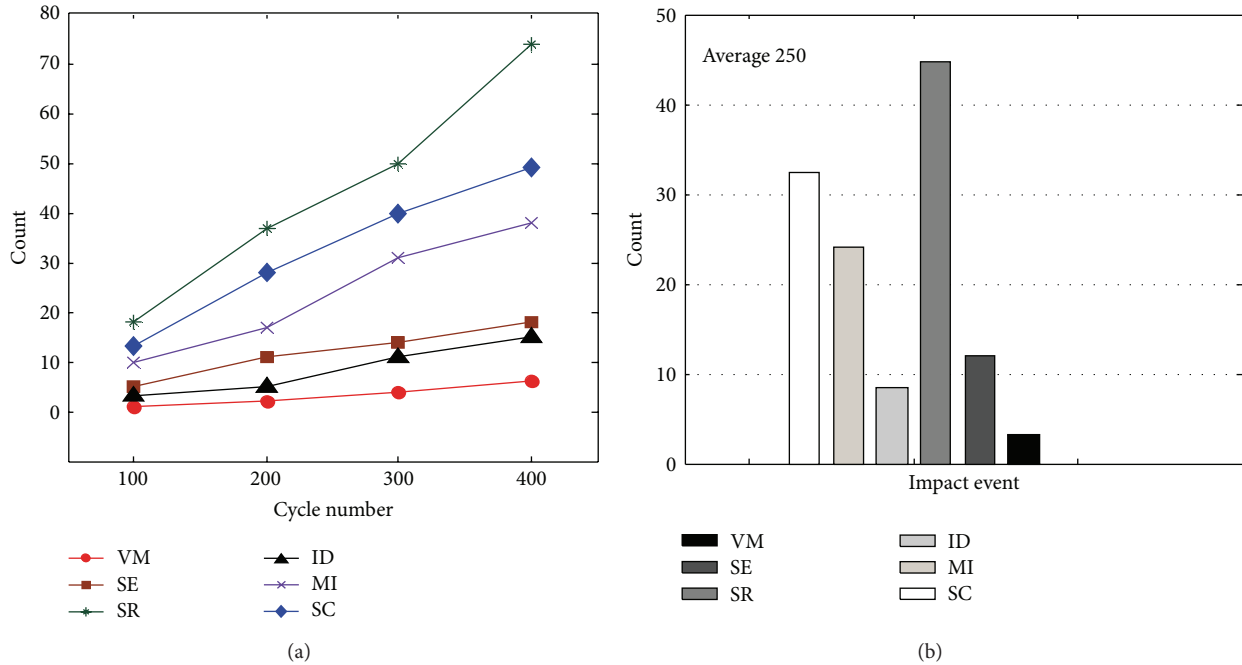 80
70
60
50
40
30
20
10
0
Count
100 200 300 400
Cycle number
VM ID
SE MI
SR SC
(a)
50
40
30
20
10
0
Average 250
Count
Impact event
VM ID
SE MI
SR SC
(b)